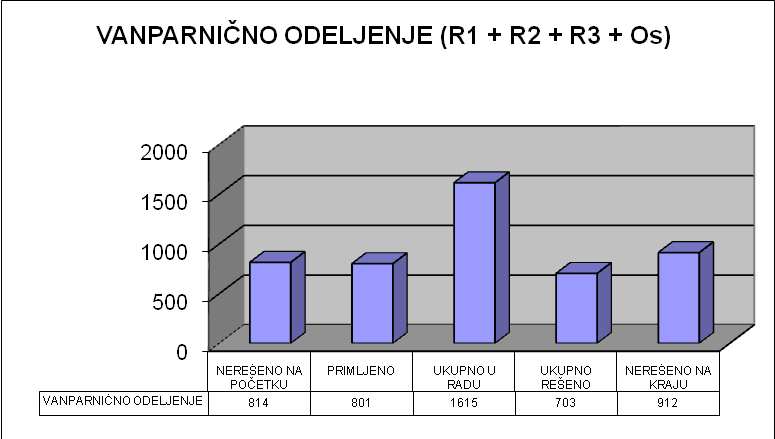 VANPARNIČNO ODELJENJE (R1 + R2 + R3 + Os)
2000
1500
1000
500
0
NEREŠENO NA POČETKU
PRIMLJENO
UKUPNO U RADU
UKUPNO REŠENO
NEREŠENO NA KRAJU
VANPARNIČNO ODELJENJE 814 801 1615 703 912